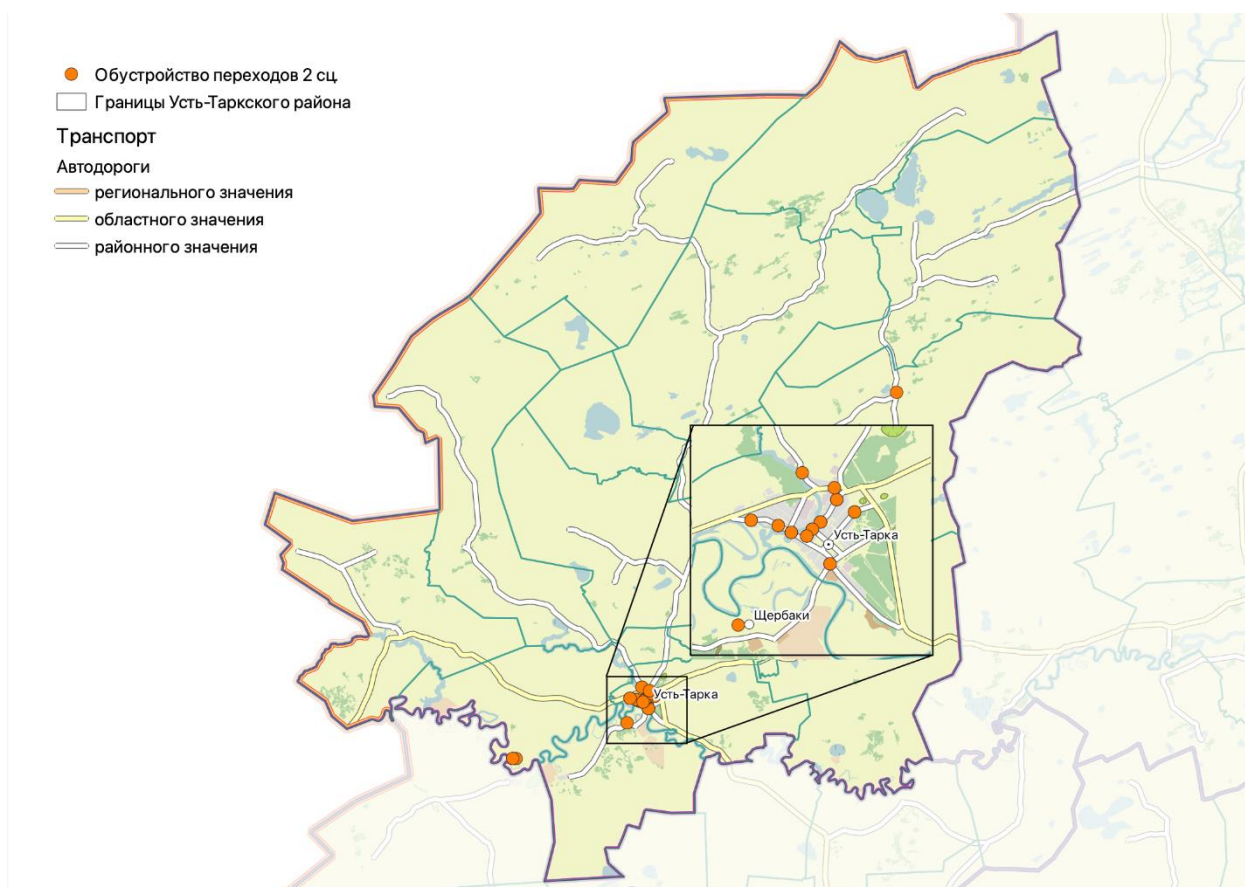 Обустройство переходов 2 сц.
Границы Усть-Таркского района
Транспорт
Автодороги
регионального значения
областного значения
районного значения
Усть-Тарка
Щербаки
Усть-Тарка